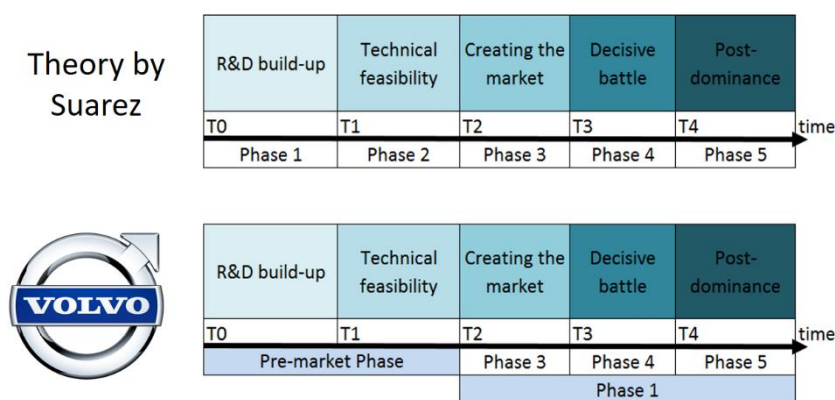 Theory by
Suarez
R&D build-up
Technical
feasibility
Creating the
market
Decisive
battle
Post-
dominance
T0 T1 T2 T3 T4 time
Phase 1 Phase 2 Phase 3 Phase 4 Phase 5
VOLVO
R&D build-up
Technical
feasibility
Creating the
market
Decisive
battle
Post-
dominance
T0 T1 T2 T3 T4 time
Pre-market Phase Phase 3 Phase 4 Phase 5
Phase 1